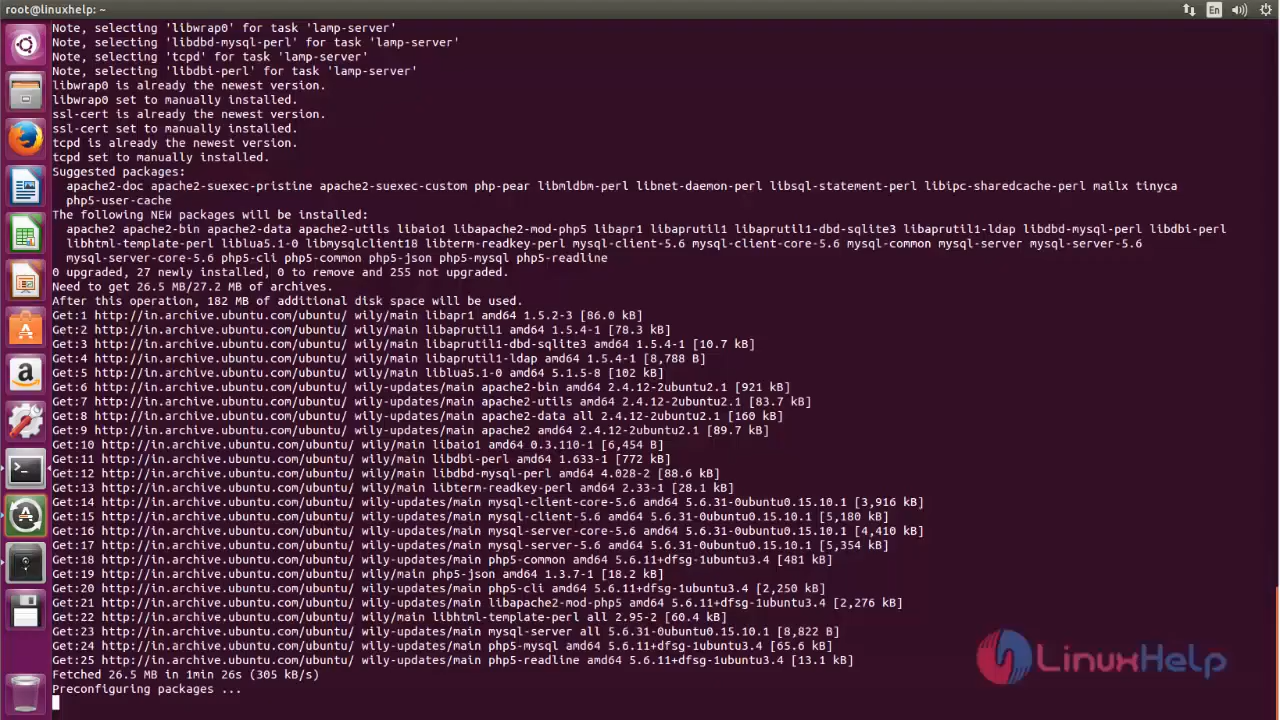 root@linuxhelp: ~
En
Note, selecting 'libwrap0' for task 'lamp-server'
Note, selecting 'libdbd-mysql-perl' for task 'lamp-server'
Note, selecting 'tcpd' for task 'lamp-server'
Note, selecting 'libdbi-perl' for task 'lamp-server'
libwrap0 is already the newest version.
libwrap0 set to manually installed.
ssl-cert is already the newest version.
ssl-cert set to manually installed.
tcpd is already the newest version.
tcpd set to manually installed.
Suggested packages:
apache2-doc apache2-suexec-pristine apache2-suexec-custom php-pear libmldbm-perl libnet-daemon-perl libsql-statement-perl libipc-sharedcache-perl mailx tinyca
php5-user-cache
The following NEW packages will be installed:
apache2 apache2-bin apache2-data apache2-utils libaio1 libapache2-mod-php5 libapr1 libaprutil1 libaprutil1-dbd-sqlite3 libaprutil1-ldap libdbd-mysql-perl libdbi-perl
libhtml-template-perl liblua5.1-0 libmysqlclient18 libterm-readkey-perl mysql-client-5.6 mysql-client-core-5.6 mysql-common mysql-server mysql-server-5.6
mysql-server-core-5.6 php5-cli php5-common php5-json php5-mysql php5-readline
0 upgraded, 27 newly installed, 0 to remove and 255 not upgraded.
Need to get 26.5 MB/27.2 MB of archives.
After this operation, 182 MB of additional disk space will be used.
Get:1 http://in.archive.ubuntu.com/ubuntu/ wily/main libapr1 amd64 1.5.2-3 [86.0 kB]
Get:2 http://in.archive.ubuntu.com/ubuntu/ wily/main libaprutil1 amd64 1.5.4-1 [78.3 kB]
Get:3 http://in.archive.ubuntu.com/ubuntu/ wily/main libaprutil1-dbd-sqlite3 amd64 1.5.4-1 [10.7 kB]
Get:4 http://in.archive.ubuntu.com/ubuntu/ wily/main libaprutil1-ldap amd64 1.5.4-1 [8,788 B]
Get:5 http://in.archive.ubuntu.com/ubuntu/ wily/main liblua5.1-0 amd64 5.1.5-8 [102 kB]
Get:6 http://in.archive.ubuntu.com/ubuntu/ wily-updates/main apache2-bin amd64 2.4.12-2ubuntu2.1 [921 kB]
Get:7 http://in.archive.ubuntu.com/ubuntu/ wily-updates/main apache2-utils amd64 2.4.12-2ubuntu2.1 [83.7 kB]
Get:8 http://in.archive.ubuntu.com/ubuntu/ wily-updates/main apache2-data all 2.4.12-2ubuntu2.1 [160 kB]
Get:9 http://in.archive.ubuntu.com/ubuntu/ wily-updates/main apache2 amd64 2.4.12-2ubuntu2.1 [89.7 kB]
Get:10 http://in.archive.ubuntu.com/ubuntu/ wily/main libaio1 amd64 0.3.110-1 [6,454 B]
Get:11 http://in.archive.ubuntu.com/ubuntu/ wily/main libdbi-perl amd64 1.633-1 [772 kB]
Get:12 http://in.archive.ubuntu.com/ubuntu/ wily/main libdbd-mysql-perl amd64 4.028-2 [88.6 kB]
Get:13 http://in.archive.ubuntu.com/ubuntu/ wily/main libterm-readkey-perl amd64 2.33-1 [28.1 kB]
Get:14 http://in.archive.ubuntu.com/ubuntu/ wily-updates/main mysql-client-core-5.6 amd64 5.6.31-0ubuntu0.15.10.1 [3,916 kB]
Get:15 http://in.archive.ubuntu.com/ubuntu/ wily-updates/main mysql-client-5.6 amd64 5.6.31-0ubuntu0.15.10.1 [5,180 kB]
Get:16 http://in.archive.ubuntu.com/ubuntu/ wily-updates/main mysql-server-core-5.6 amd64 5.6.31-0ubuntu0.15.10.1 [4,410 kB]
Get:17 http://in.archive.ubuntu.com/ubuntu/ wily-updates/main mysql-server-5.6 amd64 5.6.31-0ubuntu0.15.10.1 [5,354 kB]
Get:18 http://in.archive.ubuntu.com/ubuntu/ wily-updates/main php5-common amd64 5.6.11+dfsg-1ubuntu3.4 [481 kB]
Get:19 http://in.archive.ubuntu.com/ubuntu/ wily/main php5-json amd64 1.3.7-1 [18.2 kB]
Get:20 http://in.archive.ubuntu.com/ubuntu/ wily-updates/main php5-cli amd64 5.6.11+dfsg-1ubuntu3.4 [2,250 kB]
Get:21 http://in.archive.ubuntu.com/ubuntu/ wily-updates/main libapache2-mod-php5 amd64 5.6.11+dfsg-1ubuntu3.4 [2,276 kB]
Get:22 http://in.archive.ubuntu.com/ubuntu/ wily/main libhtml-template-perl all 2.95-2 [60.4 kB]
Get:23 http://in.archive.ubuntu.com/ubuntu/ wily-updates/main mysql-server all 5.6.31-0ubuntu0.15.10.1 [8,822 B]
Get:24 http://in.archive.ubuntu.com/ubuntu/ wily-updates/main php5-mysql amd64 5.6.11+dfsg-1ubuntu3.4 [65.6 kB]
Get:25 http://in.archive.ubuntu.com/ubuntu/ wily-updates/main php5-readline amd64 5.6.11+dfsg-1ubuntu3.4 [13.1 kB]
Fetched 26.5 MB in 1min 26s (305 kB/s)
Preconfiguring packages ...
LinuxHelp